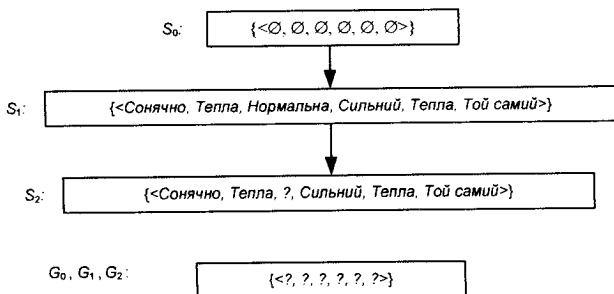 S₀: {<∅, ∅, ∅, ∅, ∅, ∅>}
S₁: {<Сонячно, Тепла, Нормальна, Сильний, Тепла, Той самий>}
S₂: {<Сонячно, Тепла, ?, Сильний, Тепла, Той самий>}
G₀, G₁, G₂: {<?, ?, ?, ?, ?, ?>}